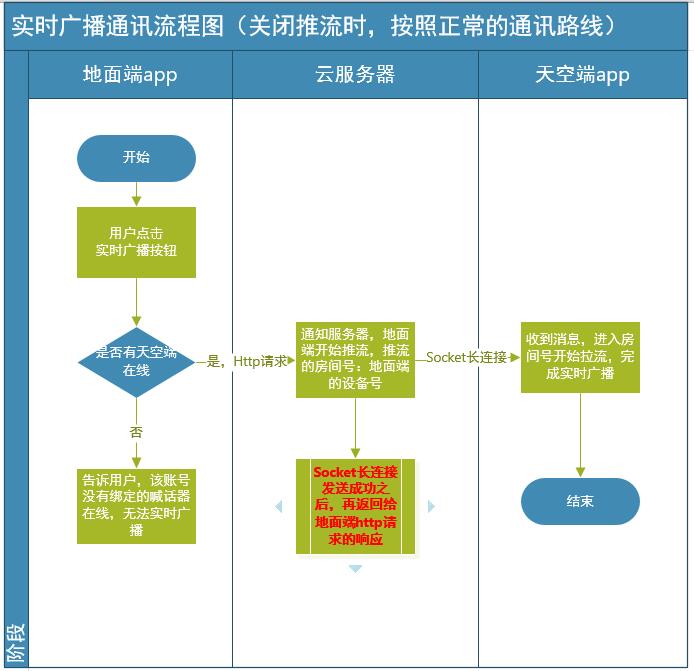 实时广播通讯流程图（关闭推流时，按照正常的通讯路线）
地面端app
云服务器
天空端app
开始
用户点击
实时广播按钮
是否有天空端
在线
是，Http请求
通知服务器，地面
端开始推流，推流
的房间号：地面端
的设备号
Socket长连接
收到消息，进入房
间号开始拉流，完
成实时广播
否
告诉用户，该账号
没有绑定的喊话器
在线，无法实时广
播
Socket长连接
发送成功之
后，再返回给
地面端http请
求的响应
结束
阶段